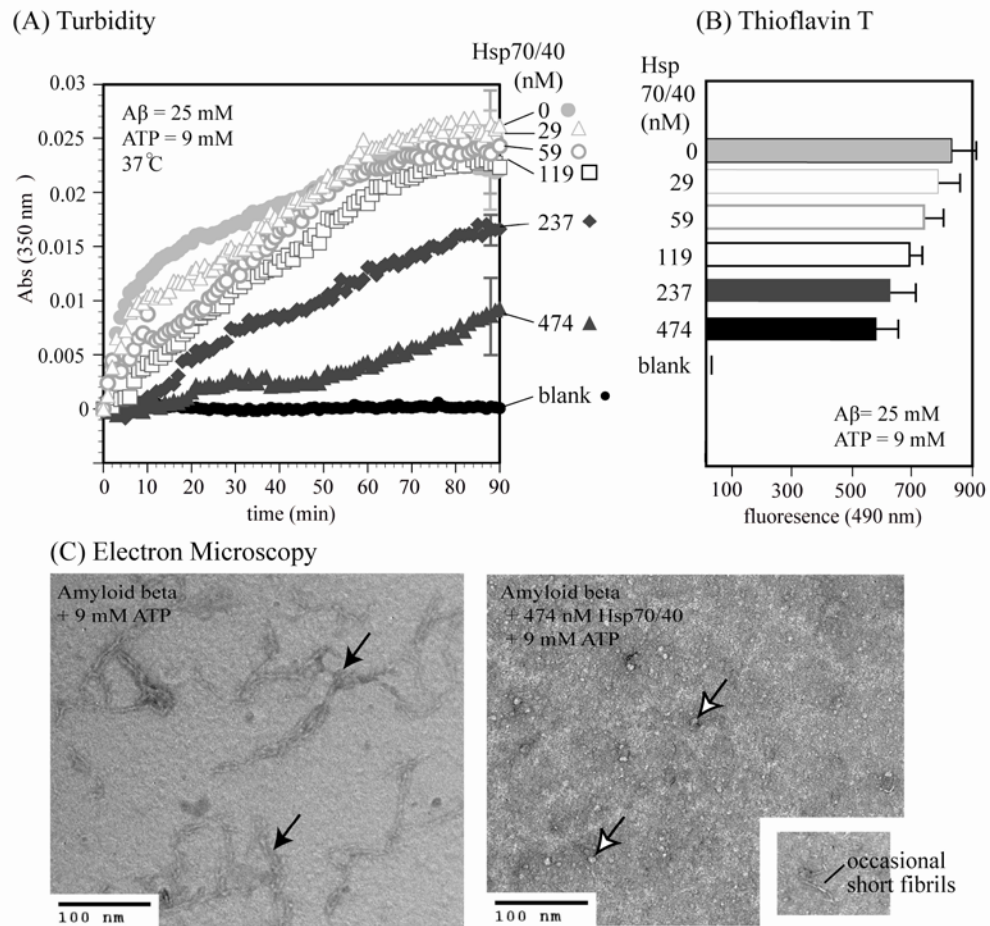 (A) Turbidity
Hsp70/40
(nM)
0.03
0.025
0.02
0.015
0.01
0.005
0
Abs (350 nm)
Aβ = 25 mM
ATP = 9 mM
37°C
0
29
59
119
237
474
blank
0 10 20 30 40 50 60 70 80 90
time (min)
(B) Thioflavin T
Hsp
70/40
(nM)
0
29
59
119
237
474
blank
Aβ= 25 mM
ATP = 9 mM
100 300 500 700 900
fluoresence (490 nm)
(C) Electron Microscopy
Amyloid beta
+ 9 mM ATP
100 nm
Amyloid beta
+ 474 nM Hsp70/40
+ 9 mM ATP
100 nm
occasional
short fibrils